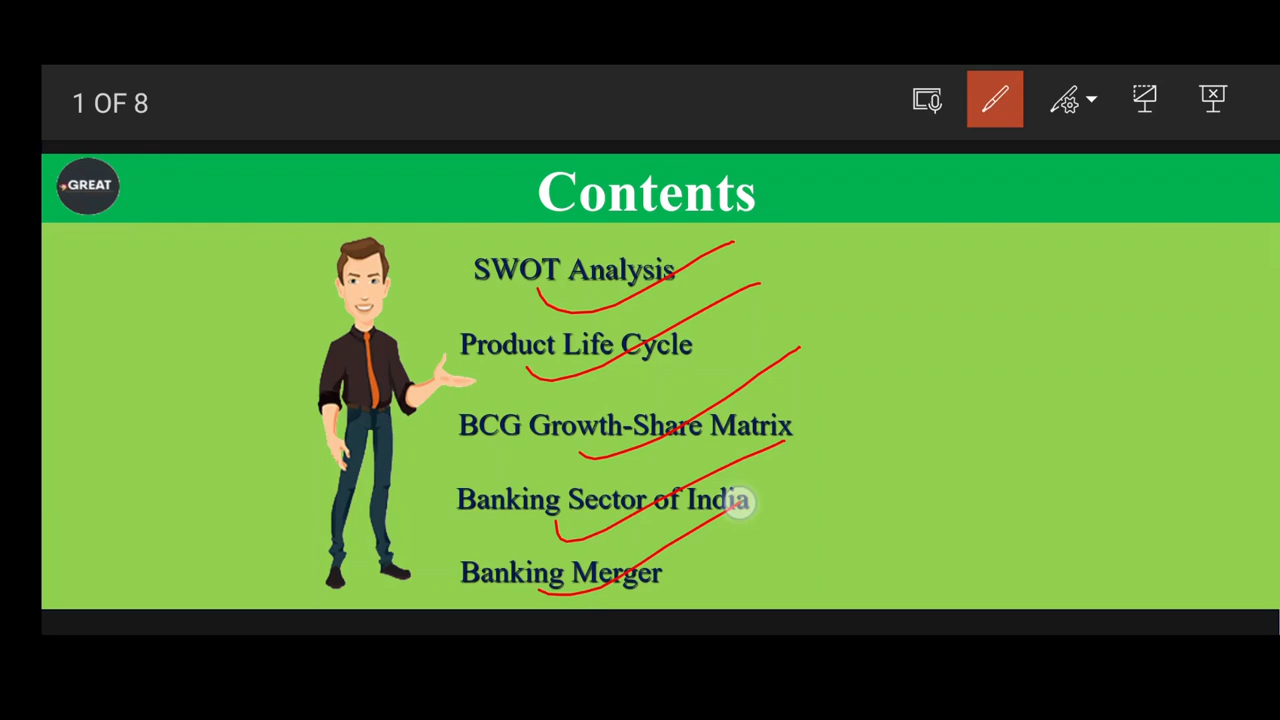 1 OF 8
GREAT
Contents
SWOT Analysis
Product Life Cycle
BCG Growth-Share Matrix
Banking Sector of India
Banking Merger